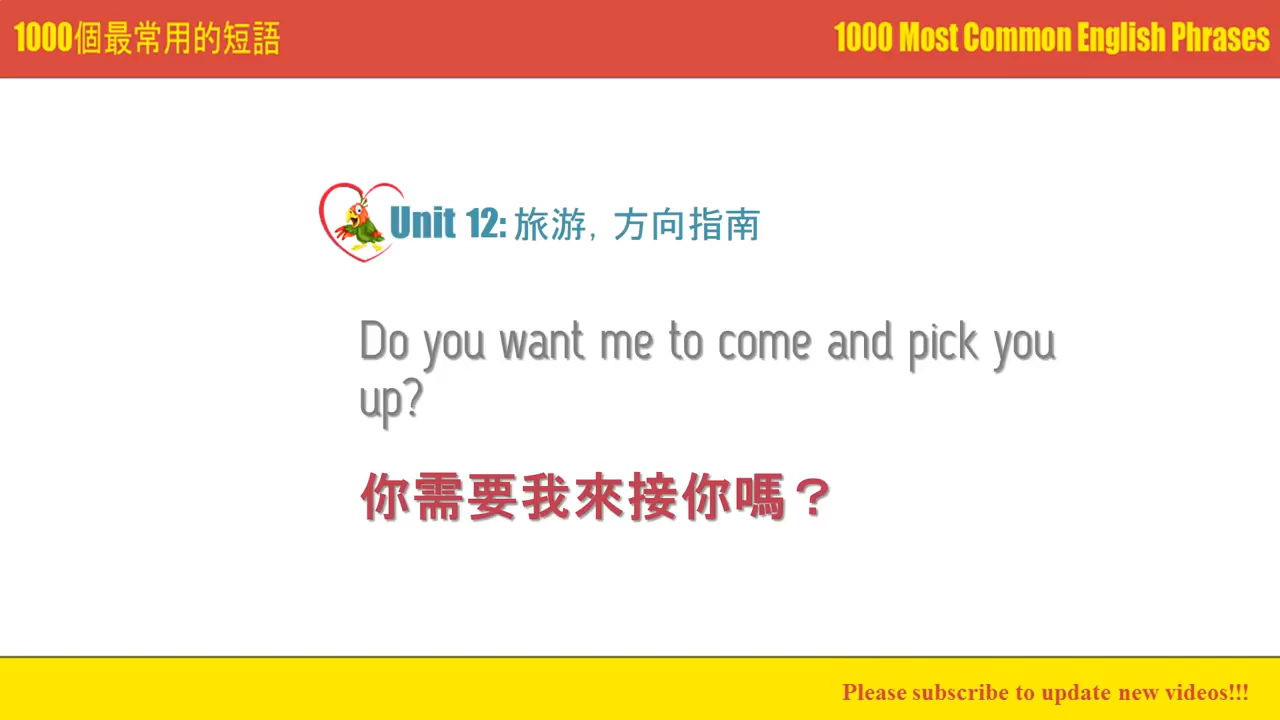 1000個最常用的短語
1000 Most Common English Phrases
Unit 12: 旅游, 方向指南
Do you want me to come and pick you
up?
你需要我來接你嗎？
Please subscribe to update new videos!!!